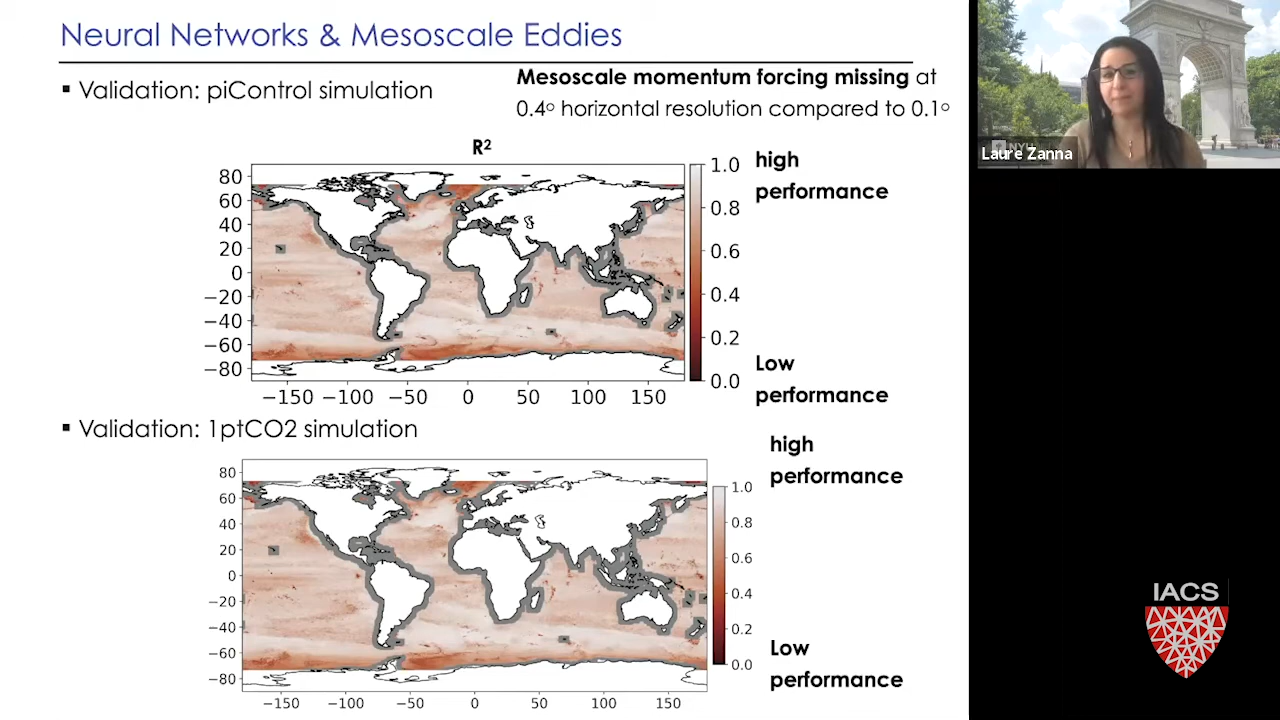 Neural Networks & Mesoscale Eddies
▪ Validation: piControl simulation
Mesoscale momentum forcing missing at
0.4° horizontal resolution compared to 0.1°
R²
80
60
40
20
0
−20
−40
−60
−80
−150 −100 −50 0 50 100 150
1.0
0.8
0.6
0.4
0.2
0.0
high
performance
Low
performance
▪ Validation: 1ptCO2 simulation
80
60
40
20
0
−20
−40
−60
−80
−150 −100 −50 0 50 100 150
1.0
0.8
0.6
0.4
0.2
0.0
high
performance
Low
performance
Laure Zanna
IACS